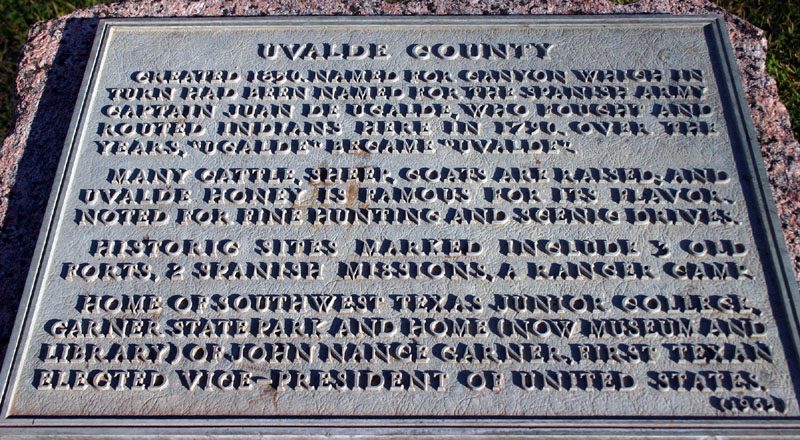 UVALDE COUNTY
CREATED 1850. NAMED FOR CANYON WHICH IN
TURN HAD BEEN NAMED FOR THE SPANISH ARMY
CAPTAIN JUAN DE UGALDE, WHO FOUGHT AND
ROUTED INDIANS HERE IN 1790. OVER THE
YEARS, "UGALDE" BECAME "UVALDE".
MANY CATTLE, SHEEP, GOATS ARE RAISED, AND
UVALDE HONEY IS FAMOUS FOR ITS FLAVOR.
NOTED FOR FINE HUNTING AND SCENIC DRIVES.
HISTORIC SITES MARKED INCLUDE 3 OLD
FORTS, 2 SPANISH MISSIONS, A RANGER CAMP.
HOME OF SOUTHWEST TEXAS JUNIOR COLLEGE,
GARNER STATE PARK AND HOME (NOW MUSEUM AND
LIBRARY) OF JOHN NANCE GARNER, FIRST TEXAN
ELECTED VICE-PRESIDENT OF UNITED STATES.